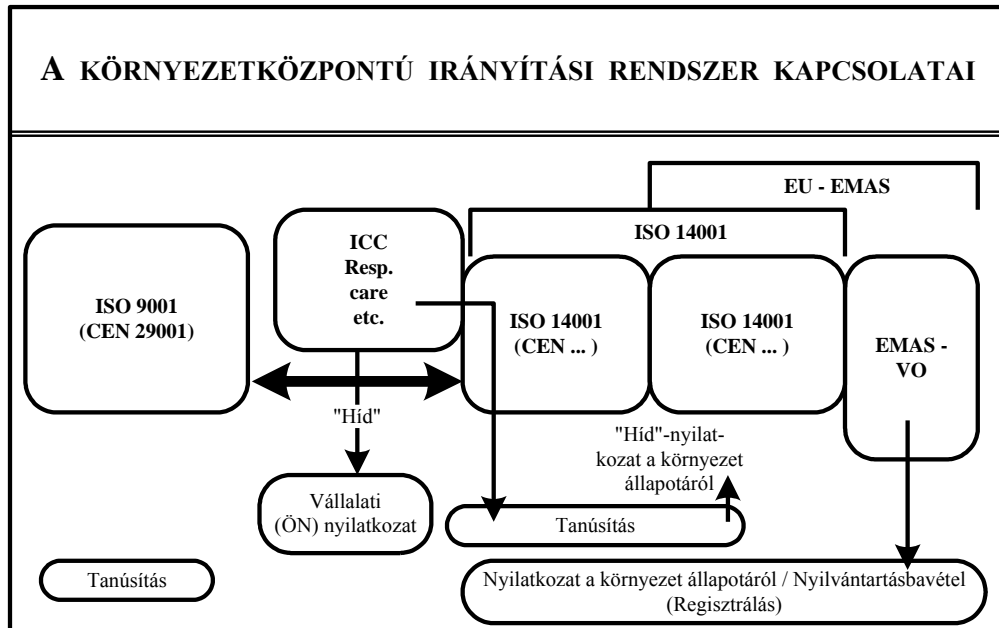 A KÖRNYEZETKÖZPONTÚ IRÁNYÍTÁSI RENDSZER KAPCSOLATAI
EU - EMAS
ISO 14001
ISO 9001
(CEN 29001)
ICC
Resp.
care
etc.
ISO 14001
(CEN ... )
ISO 14001
(CEN ... )
EMAS -
VO
"Híd"
"Híd"-nyilat-
kozat a környezet
állapotáról
Vállalati
(ÖN) nyilatkozat
Tanúsítás
Tanúsítás
Nyilatkozat a környezet állapotáról / Nyilvántartásbavétel
(Regisztrálás)